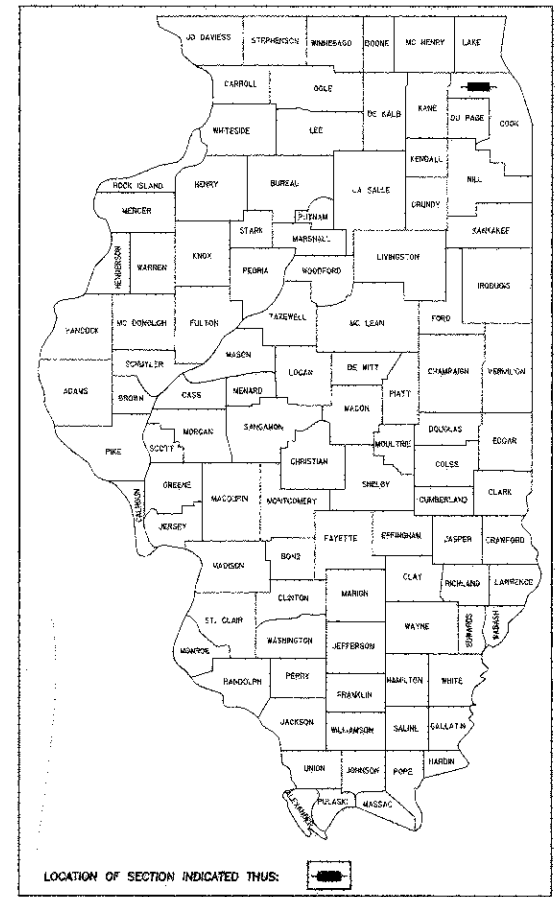 JO DAVIESS STEPHENSON WINNEBAGO BOONE MC HENRY LAKE
CARROLL OGLE DE KALB KANE DU PAGE COOK
WHITESIDE LEE
KENDALL WILL
ROCK ISLAND HENRY BUREAU LA SALLE GRUNDY
MERCER PUTNAM KANKAKEE
STARK MARSHALL LIVINGSTON
HENDERSON WARREN KNOX PEORIA WOODFORD IROQUOIS
HANCOCK MC DONOUGH FULTON TAZEWELL MC LEAN FORD
MASON
SCHUYLER LOGAN DE WITT CHAMPAIGN VERMILION
ADAMS BROWN CASS MENARD PIATT
MACON
MORGAN SANGAMON DOUGLAS
PIKE SCOTT MOULTRIE EDGAR
CHRISTIAN COLES
GREENE MACOUPIN SHELBY
CALHOUN MONTGOMERY CUMBERLAND CLARK
JERSEY
FAYETTE EFFINGHAM JASPER CRAWFORD
MADISON BOND
CLAY RICHLAND LAWRENCE
CLINTON MARION
ST. CLAIR WAYNE EDWARDS WABASH
WASHINGTON JEFFERSON
MONROE
RANDOLPH PERRY HAMILTON WHITE
FRANKLIN
JACKSON WILLIAMSON SALINE GALLATIN
HARDIN
UNION JOHNSON POPE
ALEXANDER PULASKI MASSAC
LOCATION OF SECTION INDICATED THUS: